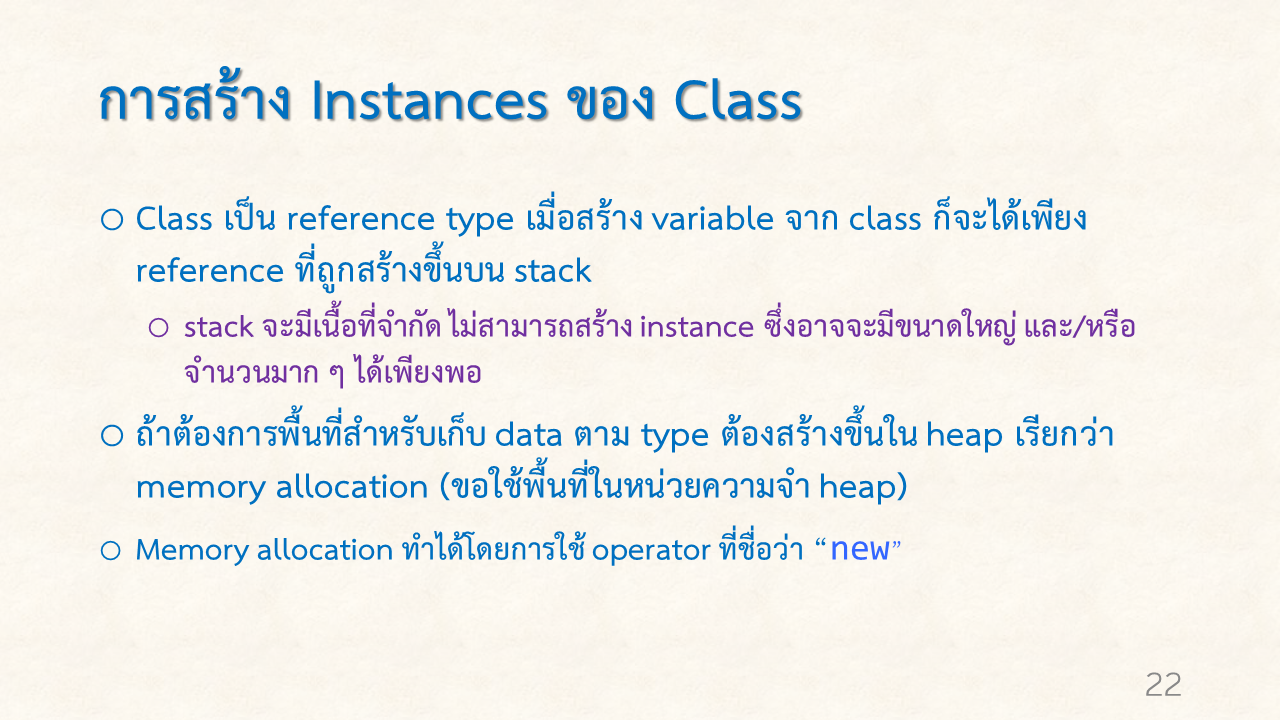 การสร้าง Instances ของ Class
○ Class เป็น reference type เมื่อสร้าง variable จาก class ก็จะได้เพียง
reference ที่ถูกสร้างขึ้นบน stack
○ stack จะมีเนื้อที่จำกัด ไม่สามารถสร้าง instance ซึ่งอาจจะมีขนาดใหญ่ และ/หรือ
จำนวนมาก ๆ ได้เพียงพอ
○ ถ้าต้องการพื้นที่สำหรับเก็บ data ตาม type ต้องสร้างขึ้นใน heap เรียกว่า
memory allocation (ขอใช้พื้นที่ในหน่วยความจำ heap)
○ Memory allocation ทำได้โดยการใช้ operator ที่ชื่อว่า “new”
22